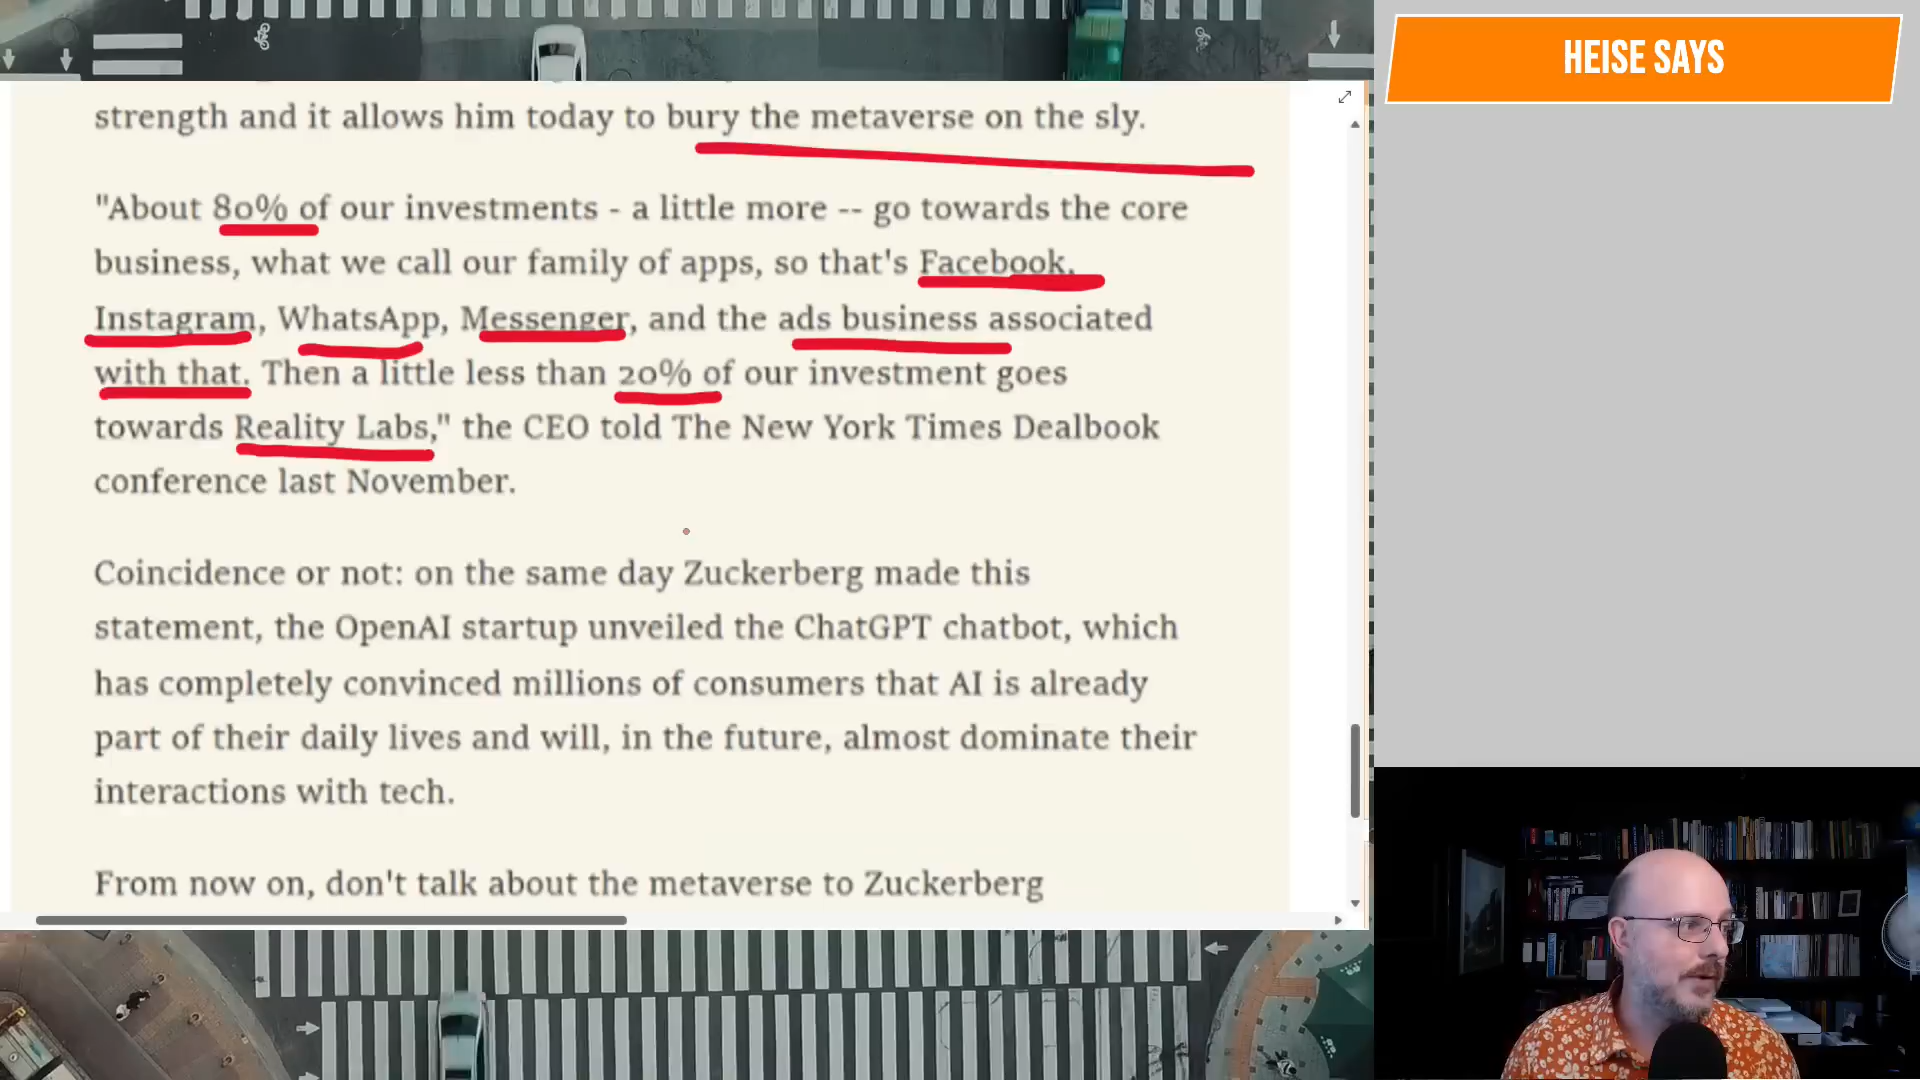 HEISE SAYS
strength and it allows him today to bury the metaverse on the sly.
"About 80% of our investments - a little more -- go towards the core
business, what we call our family of apps, so that's Facebook,
Instagram, WhatsApp, Messenger, and the ads business associated
with that. Then a little less than 20% of our investment goes
towards Reality Labs," the CEO told The New York Times Dealbook
conference last November.
Coincidence or not: on the same day Zuckerberg made this
statement, the OpenAI startup unveiled the ChatGPT chatbot, which
has completely convinced millions of consumers that AI is already
part of their daily lives and will, in the future, almost dominate their
interactions with tech.
From now on, don't talk about the metaverse to Zuckerberg